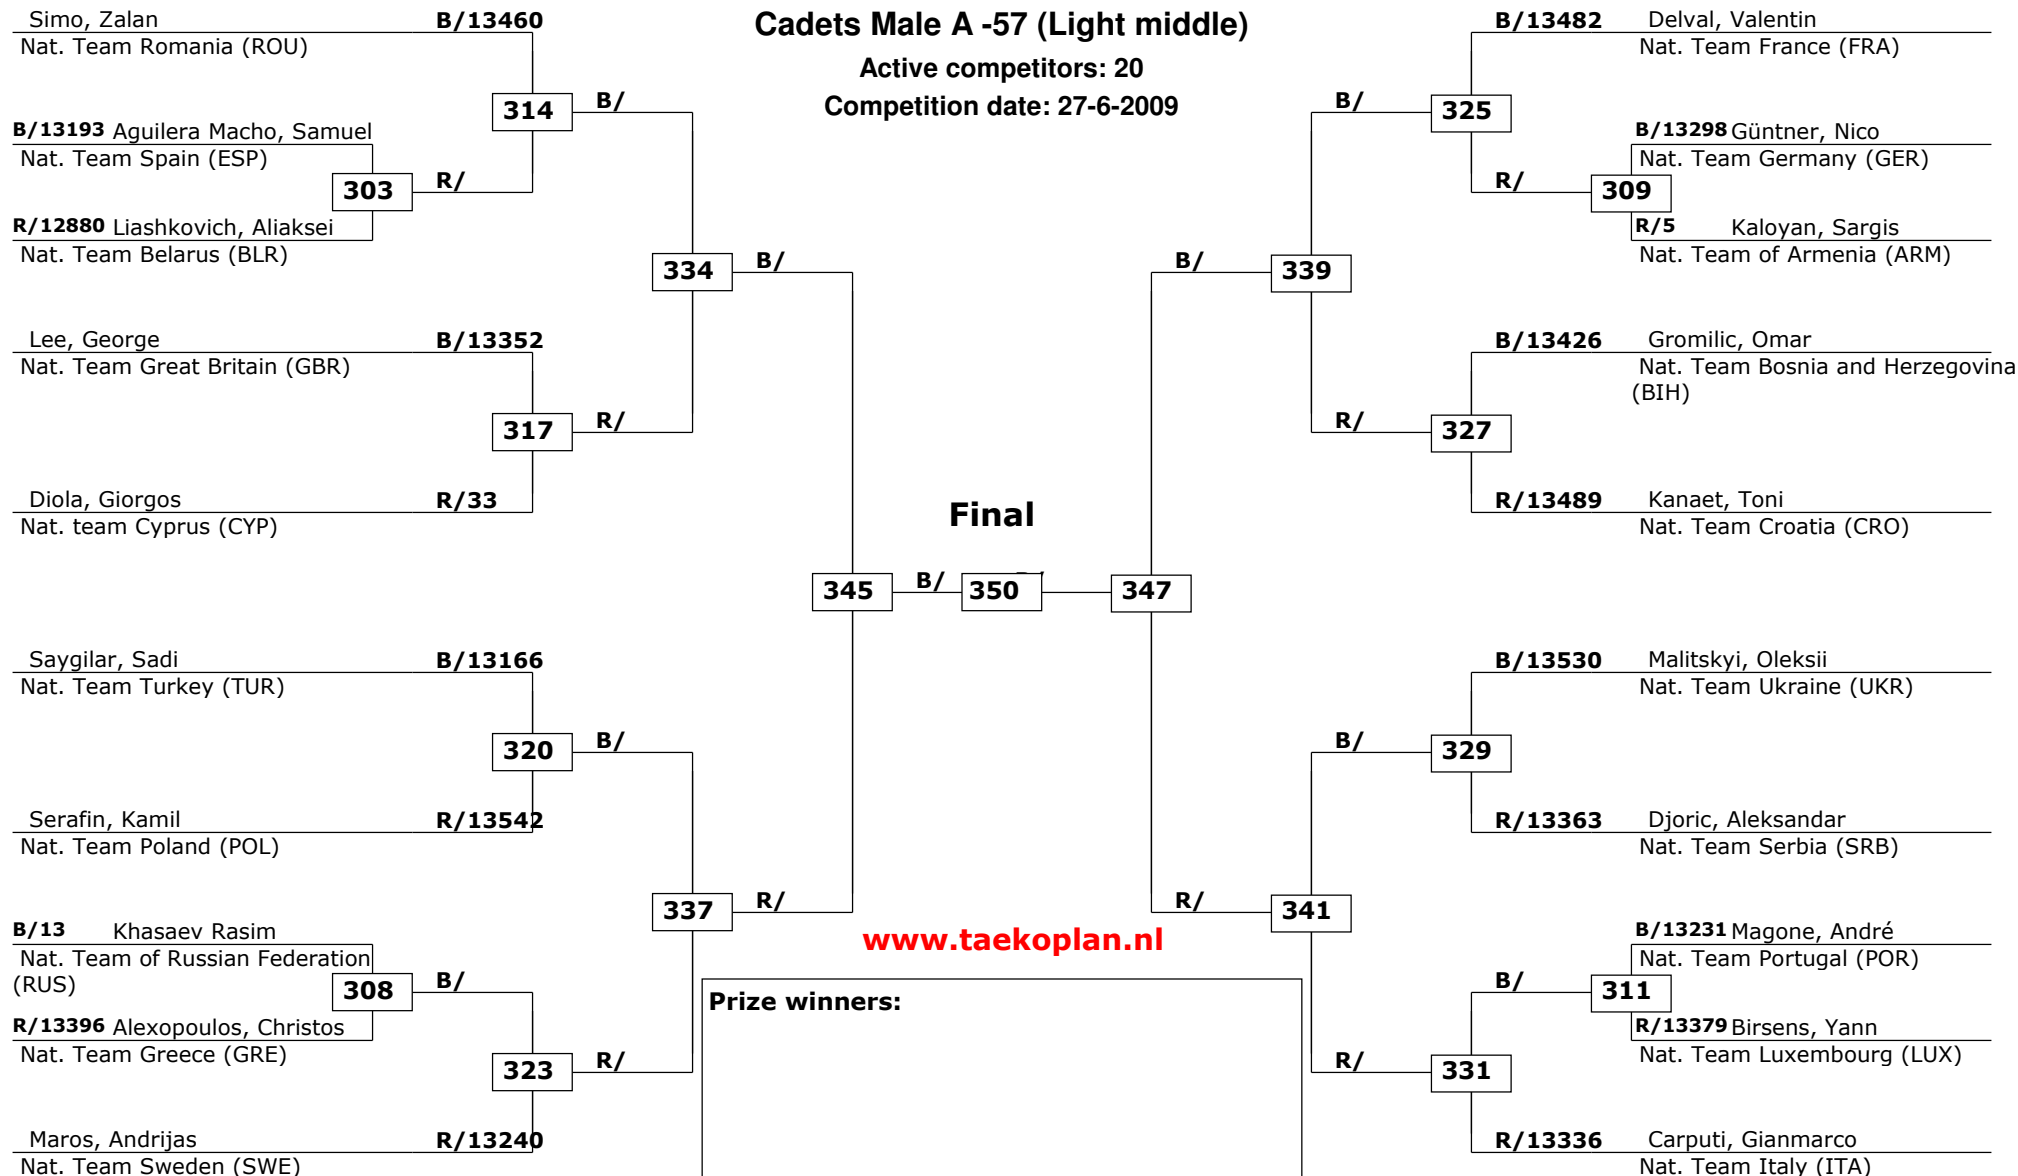 Cadets Male A -57 (Light middle)
Active competitors: 20
Competition date: 27-6-2009
Simo, Zalan B/13460
Nat. Team Romania (ROU)
314 B/
B/13193 Aguilera Macho, Samuel
Nat. Team Spain (ESP)
303 R/
R/12880 Liashkovich, Aliaksei
Nat. Team Belarus (BLR)
334 B/
Lee, George B/13352
Nat. Team Great Britain (GBR)
317 R/
Diola, Giorgos R/33
Nat. team Cyprus (CYP)
Saygilar, Sadi B/13166
Nat. Team Turkey (TUR)
320 B/
Serafin, Kamil R/13542
Nat. Team Poland (POL)
337 R/
B/13 Khasaev Rasim
Nat. Team of Russian Federation
(RUS)
308 B/
R/13396 Alexopoulos, Christos
Nat. Team Greece (GRE)
323 R/
Maros, Andrijas R/13240
Nat. Team Sweden (SWE)
Final
345 B/ 350 347
B/13482 Delval, Valentin
Nat. Team France (FRA)
B/ 325
B/13298 Güntner, Nico
Nat. Team Germany (GER)
R/ 309
R/5 Kaloyan, Sargis
Nat. Team of Armenia (ARM)
B/ 339
B/13426 Gromilic, Omar
Nat. Team Bosnia and Herzegovina
(BIH)
R/ 327
R/13489 Kanaet, Toni
Nat. Team Croatia (CRO)
B/13530 Malitskyi, Oleksii
Nat. Team Ukraine (UKR)
B/ 329
R/13363 Djoric, Aleksandar
Nat. Team Serbia (SRB)
R/ 341
B/13231 Magone, André
Nat. Team Portugal (POR)
B/ 311
R/13379 Birsens, Yann
Nat. Team Luxembourg (LUX)
R/ 331
R/13336 Carputi, Gianmarco
Nat. Team Italy (ITA)
www.taekoplan.nl
Prize winners: